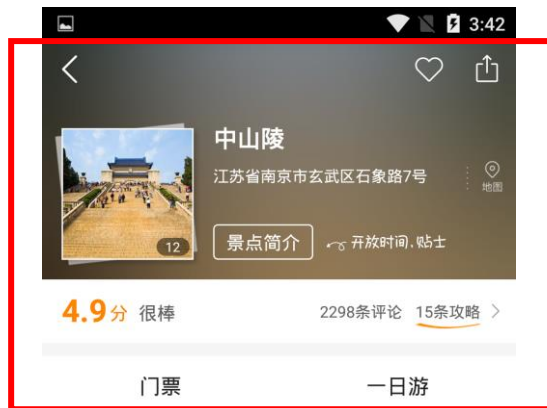 3:42
中山陵
江苏省南京市玄武区石象路7号
地图
12
景点简介 开放时间.贴士
4.9分 很棒 2298条评论 15条攻略
门票 一日游